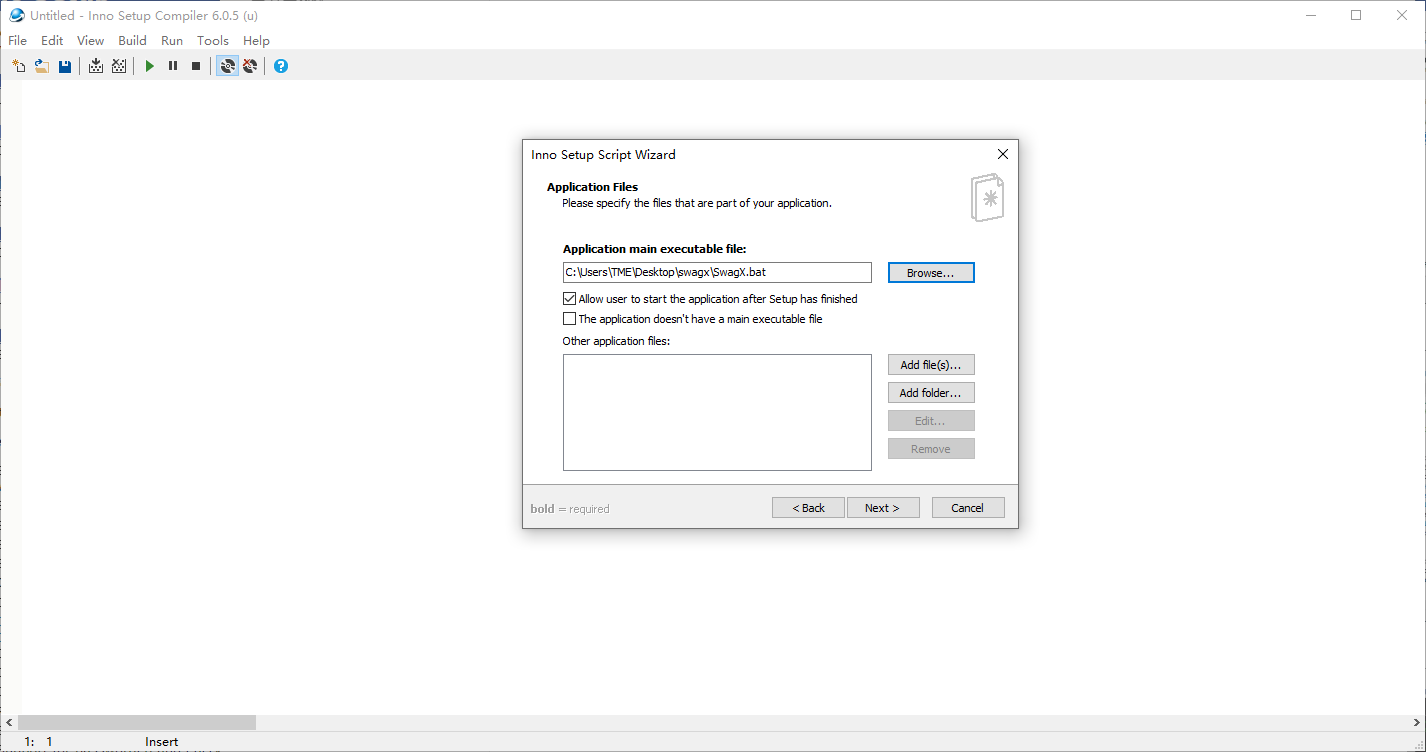 Untitled - Inno Setup Compiler 6.0.5 (u)
File Edit View Build Run Tools Help
Inno Setup Script Wizard
Application Files
Please specify the files that are part of your application.
Application main executable file:
C:\Users\TME\Desktop\swagx\SwagX.bat
Browse...
Allow user to start the application after Setup has finished
The application doesn't have a main executable file
Other application files:
Add file(s)...
Add folder...
Edit...
Remove
bold = required
< Back
Next >
Cancel
1: 1
Insert